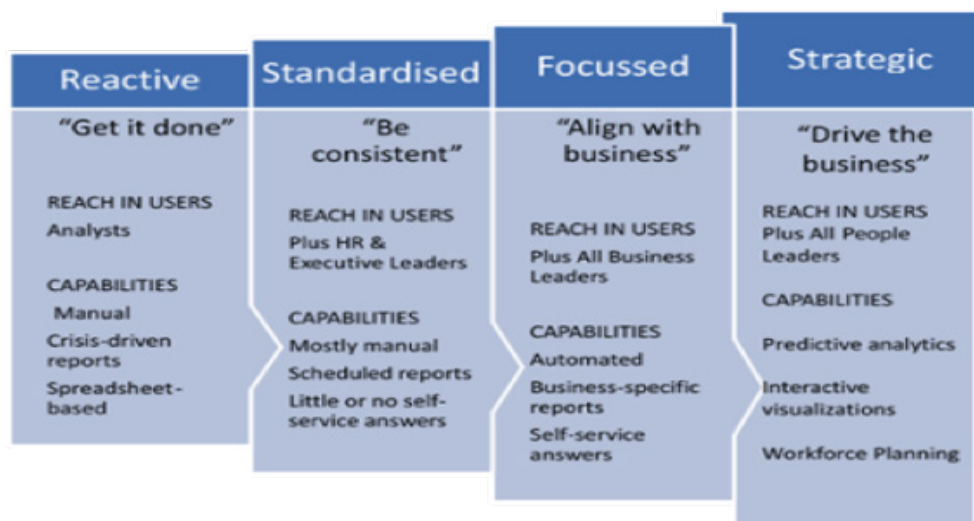 Reactive
"Get it done"
REACH IN USERS
Analysts
CAPABILITIES
Manual
Crisis-driven
reports
Spreadsheet-
based
Standardised
"Be
consistent"
REACH IN USERS
Plus HR &
Executive Leaders
CAPABILITIES
Mostly manual
Scheduled reports
Little or no self-
service answers
Focussed
"Align with
business"
REACH IN USERS
Plus All Business
Leaders
CAPABILITIES
Automated
Business-specific
reports
Self-service
answers
Strategic
"Drive the
business"
REACH IN USERS
Plus All People
Leaders
CAPABILITIES
Predictive analytics
Interactive
visualizations
Workforce Planning